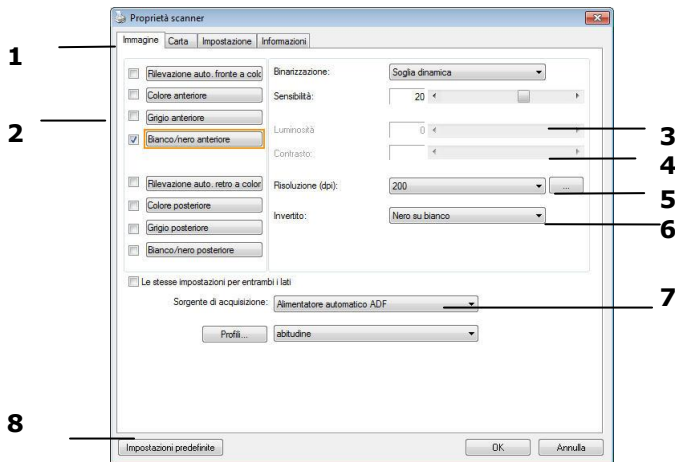 Proprietà scanner
Immagine Carta Impostazione Informazioni
1
Rilevazione auto. fronte a colo
Binarizzazione: Soglia dinamica
Colore anteriore
Sensibilità: 20
2
Grigio anteriore
Luminosità 0
3
Bianco/nero anteriore
Contrasto:
4
Rilevazione auto. retro a color
Risoluzione (dpi): 200 ...
5
Colore posteriore
Invertito: Nero su bianco
6
Grigio posteriore
Bianco/nero posteriore
Le stesse impostazioni per entrambi i lati
Sorgente di acquisizione: Alimentatore automatico ADF
7
Profili... abitudine
8
Impostazioni predefinite OK Annulla